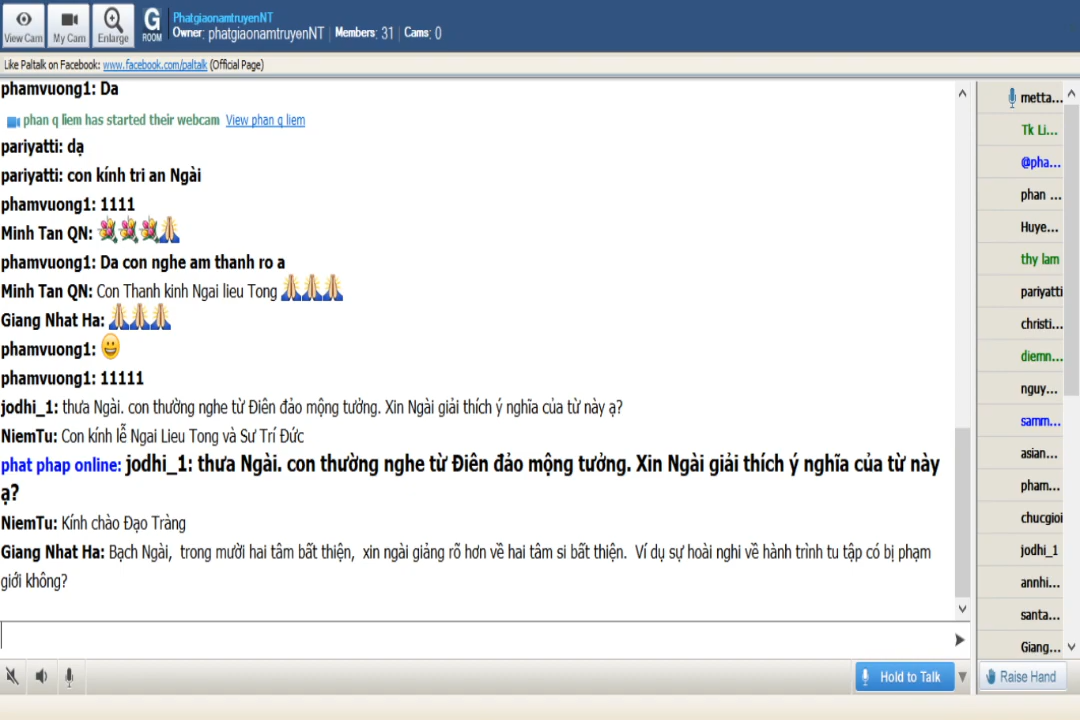 PhatgiaonamtruyenNT
Owner: phatgiaonamtruyenNT | Members: 31 | Cams: 0
View Cam
My Cam
Enlarge
G
ROOM
Like Paltalk on Facebook: www.facebook.com/paltalk (Official Page)
phamvuong1: Da
phan q liem has started their webcam View phan q liem
pariyatti: dạ
pariyatti: con kính tri an Ngài
phamvuong1: 1111
Minh Tan QN:
phamvuong1: Da con nghe am thanh ro a
Minh Tan QN: Con Thanh kinh Ngai lieu Tong
Giang Nhat Ha:
phamvuong1:
phamvuong1: 11111
jodhi_1: thưa Ngài. con thường nghe từ Điên đảo mộng tưởng. Xin Ngài giải thích ý nghĩa của từ này ạ?
NiemTu: Con kính lễ Ngai Lieu Tong và Sư Trí Đức
phat phap online: jodhi_1: thưa Ngài. con thường nghe từ Điên đảo mộng tưởng. Xin Ngài giải thích ý nghĩa của từ này
ạ?
NiemTu: Kính chào Đạo Tràng
Giang Nhat Ha: Bạch Ngài, trong mười hai tâm bất thiện, xin ngài giảng rõ hơn về hai tâm si bất thiện. Ví dụ sự hoài nghi về hành trình tu tập có bị phạm
giới không?
metta...
Tk Li...
@pha...
phan ...
Huye...
thy lam
pariyatti
christi...
diemn...
nguy...
samm...
asian...
pham...
chucgioi
jodhi_1
annhi...
santa...
Giang...
Hold to Talk
Raise Hand